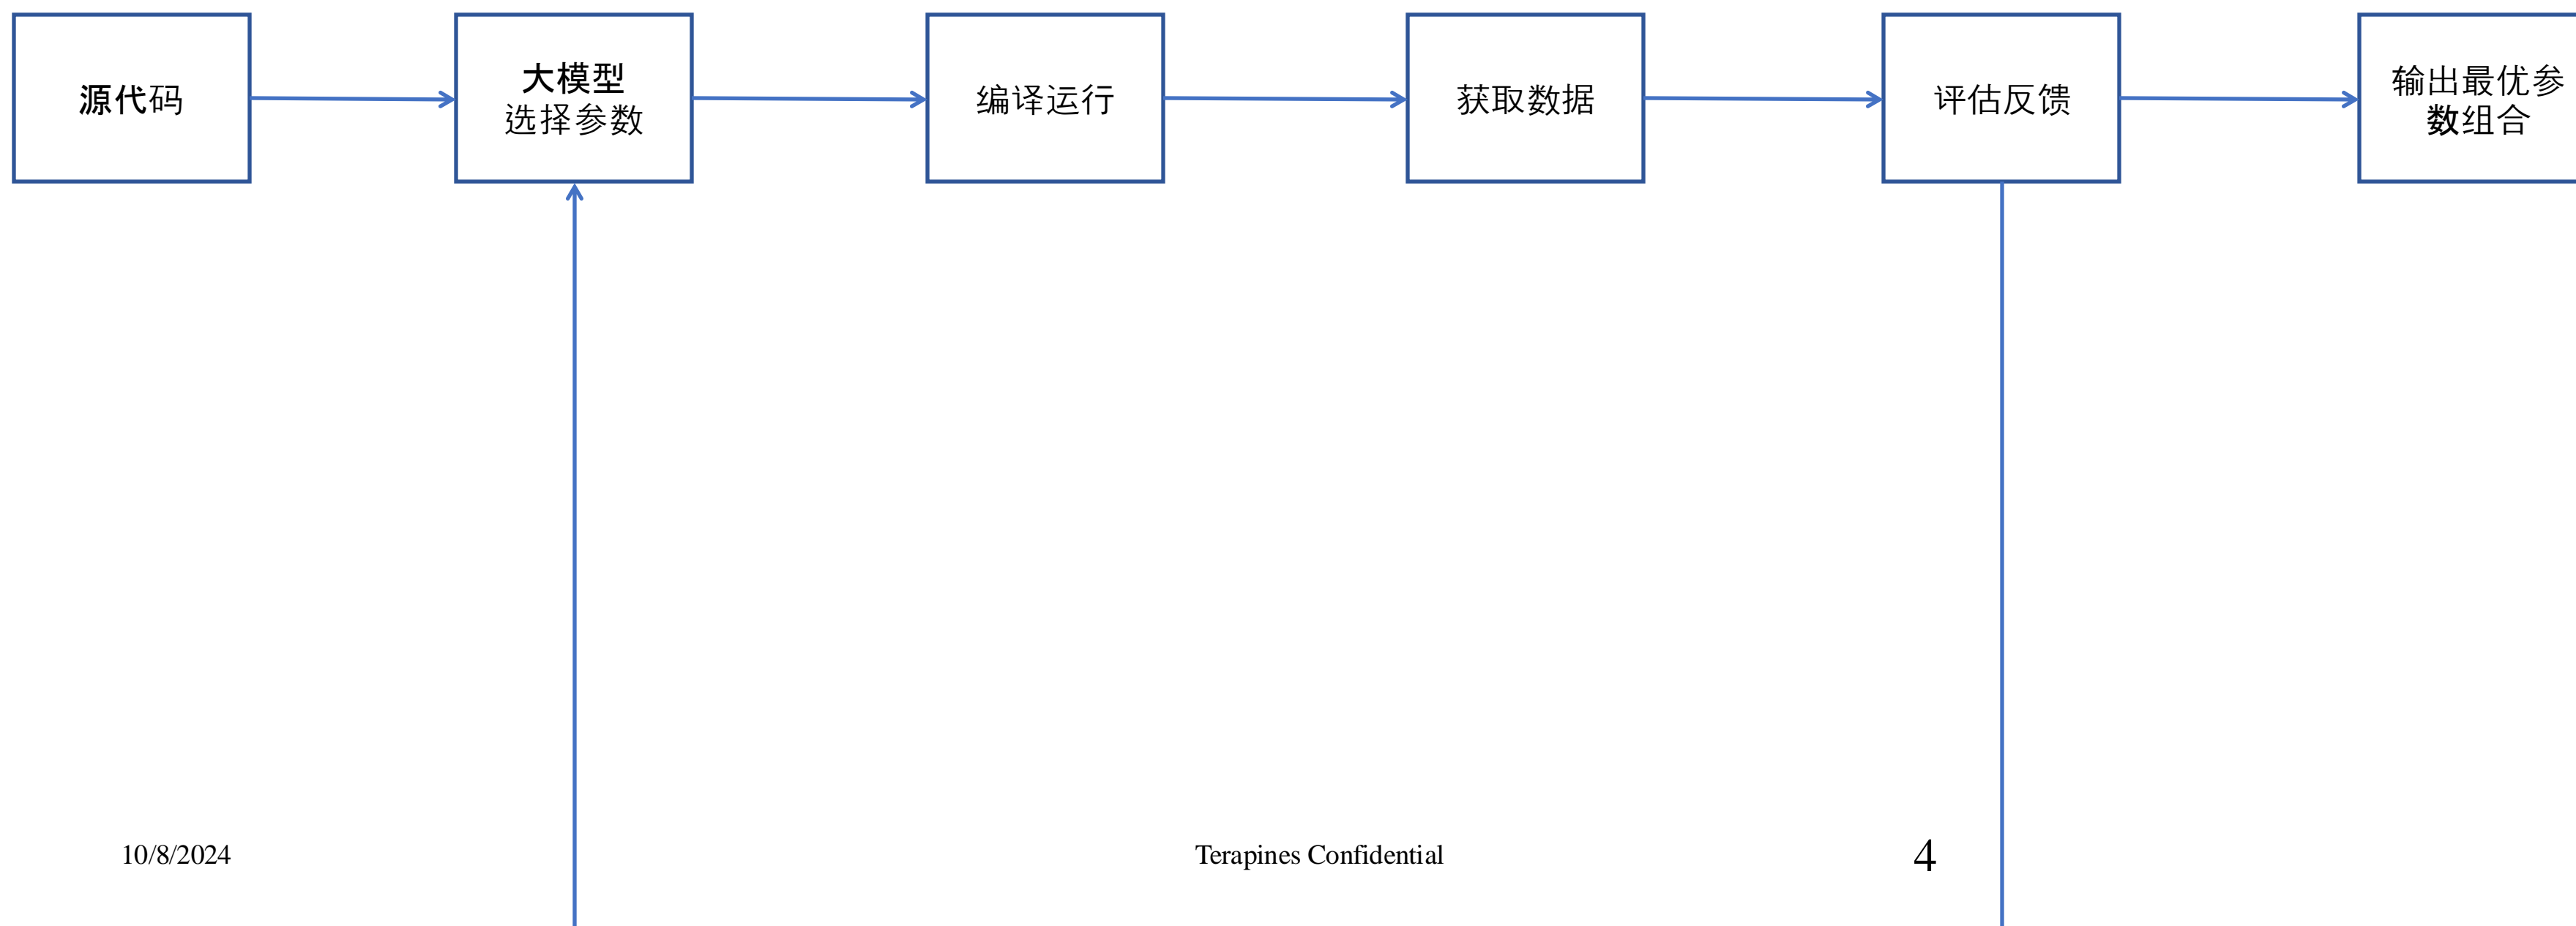 源代码
大模型
选择参数
编译运行
获取数据
评估反馈
输出最优参
数组合
10/8/2024
Terapines Confidential
4